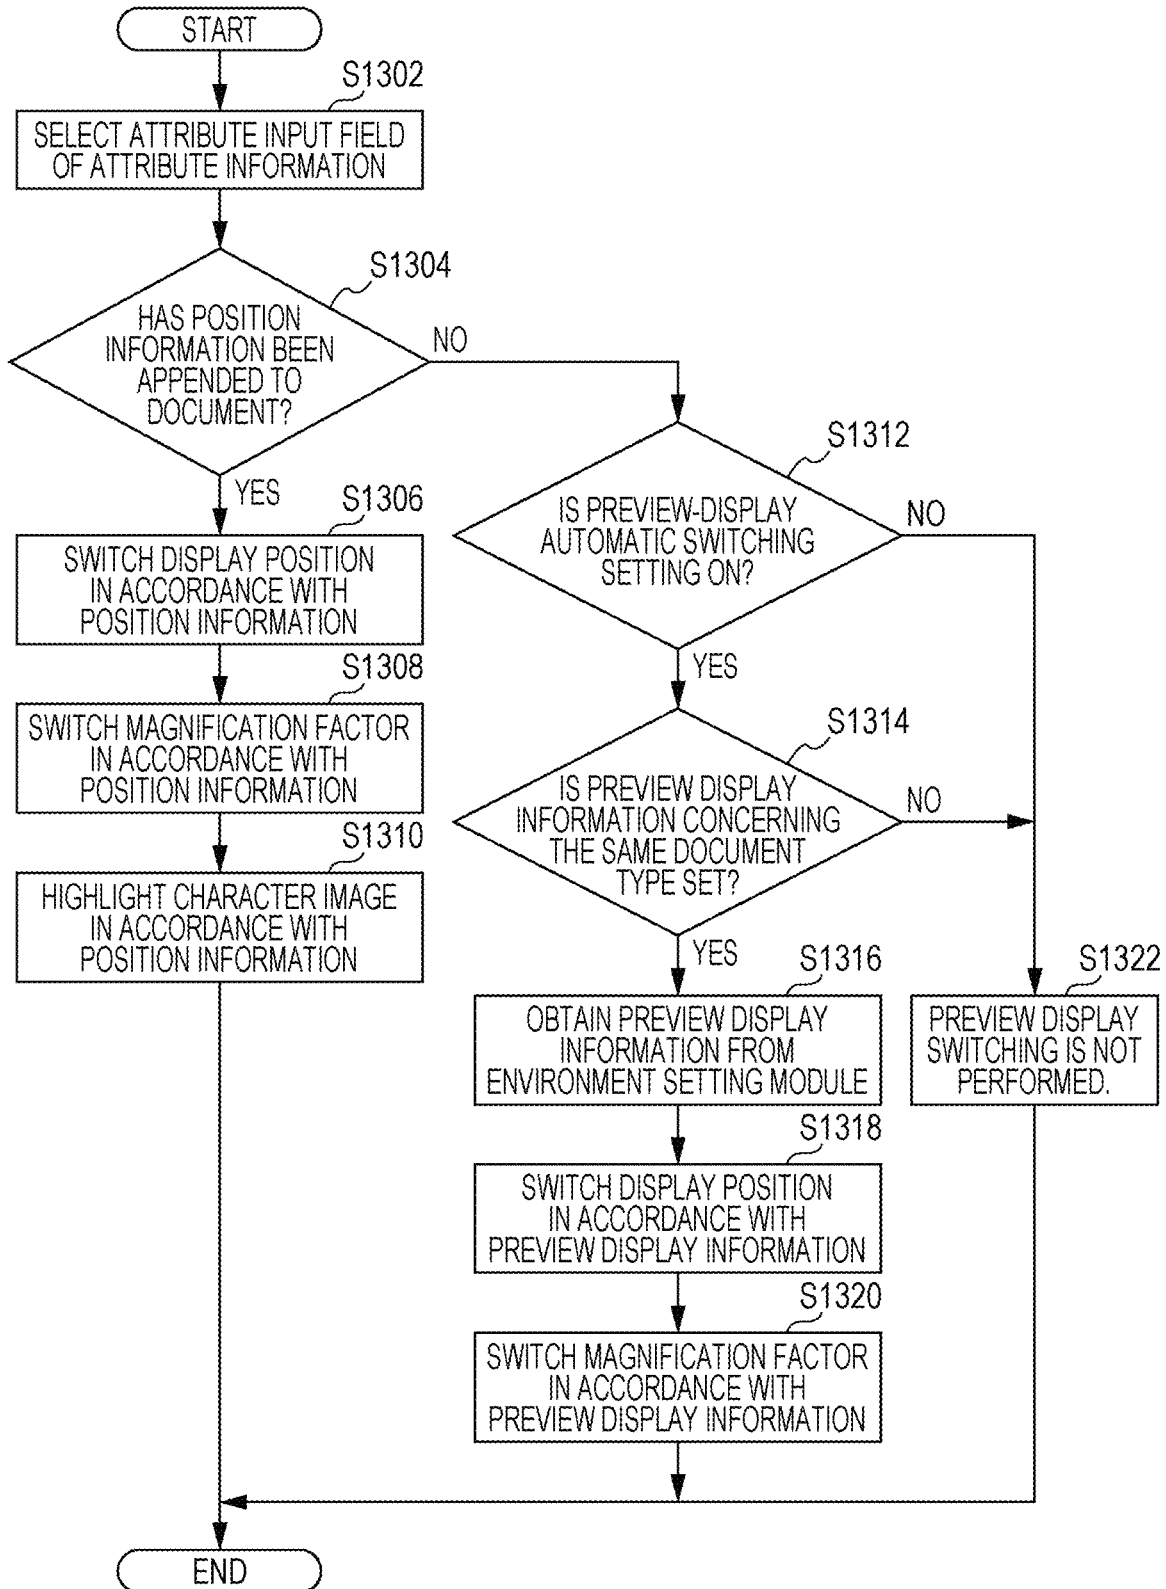 START
S1302
SELECT ATTRIBUTE INPUT FIELD
OF ATTRIBUTE INFORMATION
S1304
HAS POSITION
INFORMATION BEEN
APPENDED TO
DOCUMENT?
NO
YES
S1306
SWITCH DISPLAY POSITION
IN ACCORDANCE WITH
POSITION INFORMATION
S1308
SWITCH MAGNIFICATION FACTOR
IN ACCORDANCE WITH
POSITION INFORMATION
S1310
HIGHLIGHT CHARACTER IMAGE
IN ACCORDANCE WITH
POSITION INFORMATION
S1312
IS PREVIEW-DISPLAY
AUTOMATIC SWITCHING
SETTING ON?
NO
YES
S1314
IS PREVIEW DISPLAY
INFORMATION CONCERNING
THE SAME DOCUMENT
TYPE SET?
NO
YES
S1316
OBTAIN PREVIEW DISPLAY
INFORMATION FROM
ENVIRONMENT SETTING MODULE
S1318
SWITCH DISPLAY POSITION
IN ACCORDANCE WITH
PREVIEW DISPLAY INFORMATION
S1320
SWITCH MAGNIFICATION FACTOR
IN ACCORDANCE WITH
PREVIEW DISPLAY INFORMATION
S1322
PREVIEW DISPLAY
SWITCHING IS NOT
PERFORMED.
END